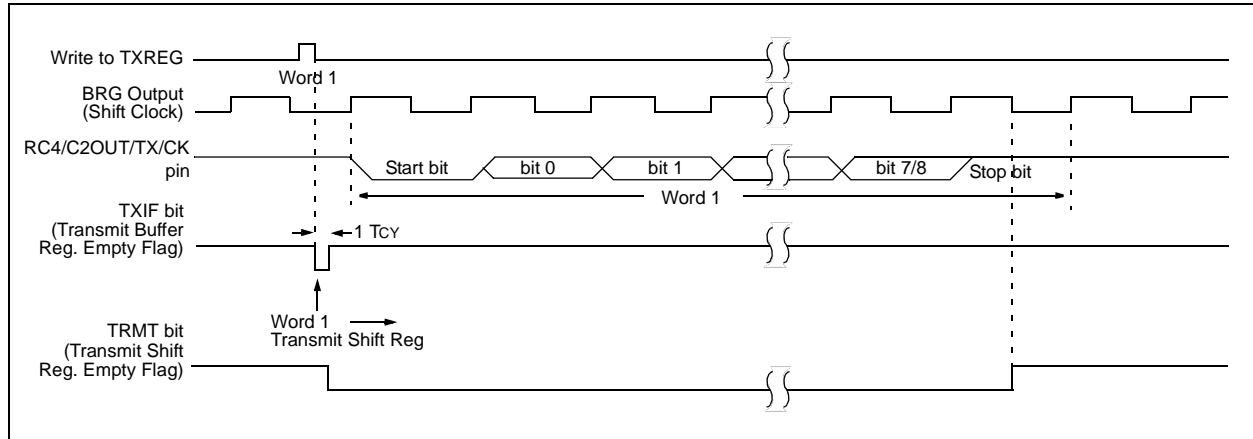 Write to TXREG
Word 1
BRG Output
(Shift Clock)
RC4/C2OUT/TX/CK
pin
Start bit
bit 0
bit 1
bit 7/8
Stop bit
Word 1
TXIF bit
(Transmit Buffer
Reg. Empty Flag)
1 TCY
Word 1
Transmit Shift Reg
TRMT bit
(Transmit Shift
Reg. Empty Flag)